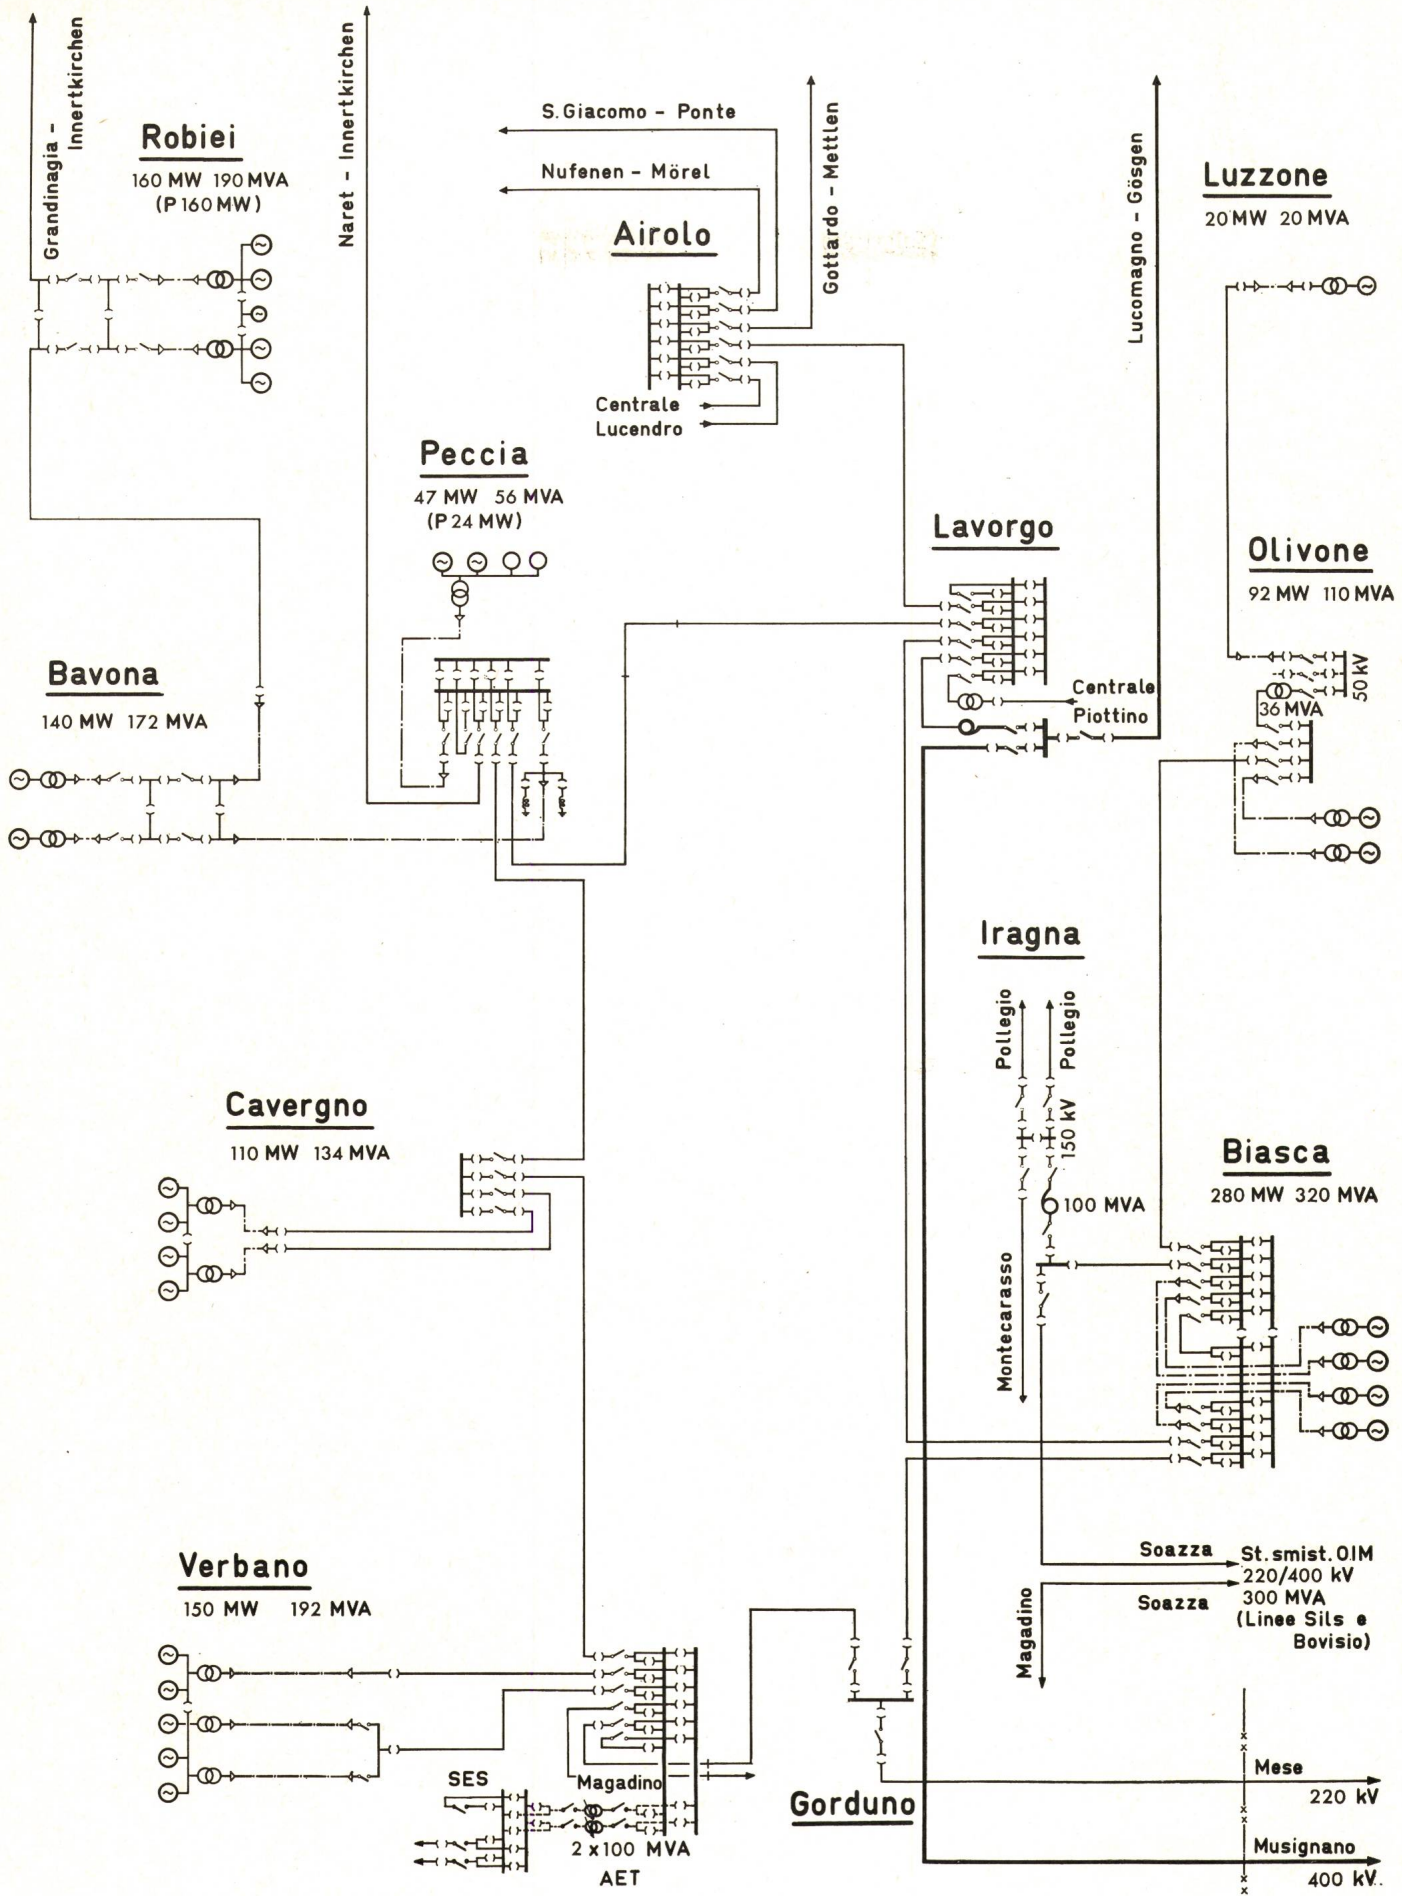 Grandinagia -
Innertkirchen
Robiei
160 MW 190 MVA
(P 160 MW)
Naret - Innertkirchen
S.Giacomo - Ponte
Nufenen - Mörel
Airolo
Centrale
Lucendro
Gottardo - Mettlen
Lucomagno - Gösgen
Luzzone
20 MW 20 MVA
Peccia
47 MW 56 MVA
(P 24 MW)
Lavorgo
Centrale
Piottino
Olivone
92 MW 110 MVA
50 kV
36 MVA
Bavona
140 MW 172 MVA
Iragna
Pollegio
Pollegio
150 kV
100 MVA
Montecarasso
Cavergno
110 MW 134 MVA
Biasca
280 MW 320 MVA
Soazza
St. smist. OIM
220/400 kV
300 MVA
(Linee Sils e
Bovisio)
Soazza
Magadino
Verbano
150 MW 192 MVA
SES
Magadino
2 x 100 MVA
AET
Gorduno
Mese
220 kV
Musignano
400 kV.